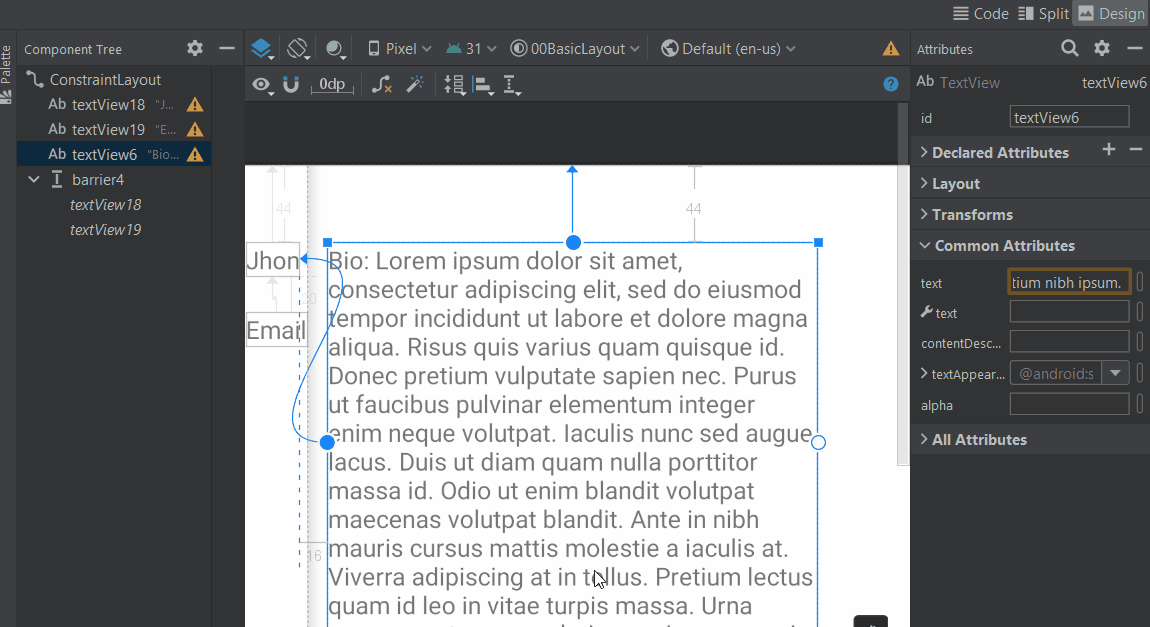 Code Split Design
Palette
Component Tree
Pixel 31 00BasicLayout Default (en-us)
Attributes
ConstraintLayout
Ab textView18 "J...
Ab textView19 "E...
Ab textView6 "Bio...
barrier4
textView18
textView19
0dp
?
44
44
Jhon
Email
20
16
Bio: Lorem ipsum dolor sit amet,
consectetur adipiscing elit, sed do eiusmod
tempor incididunt ut labore et dolore magna
aliqua. Risus quis varius quam quisque id.
Donec pretium vulputate sapien nec. Purus
ut faucibus pulvinar elementum integer
enim neque volutpat. Iaculis nunc sed augue
lacus. Duis ut diam quam nulla porttitor
massa id. Odio ut enim blandit volutpat
maecenas volutpat blandit. Ante in nibh
mauris cursus mattis molestie a iaculis at.
Viverra adipiscing at in tellus. Pretium lectus
quam id leo in vitae turpis massa. Urna
Ab TextView textView6
id textView6
Declared Attributes
Layout
Transforms
Common Attributes
text tium nibh ipsum.
text
contentDesc...
textAppear... @android:s
alpha
All Attributes